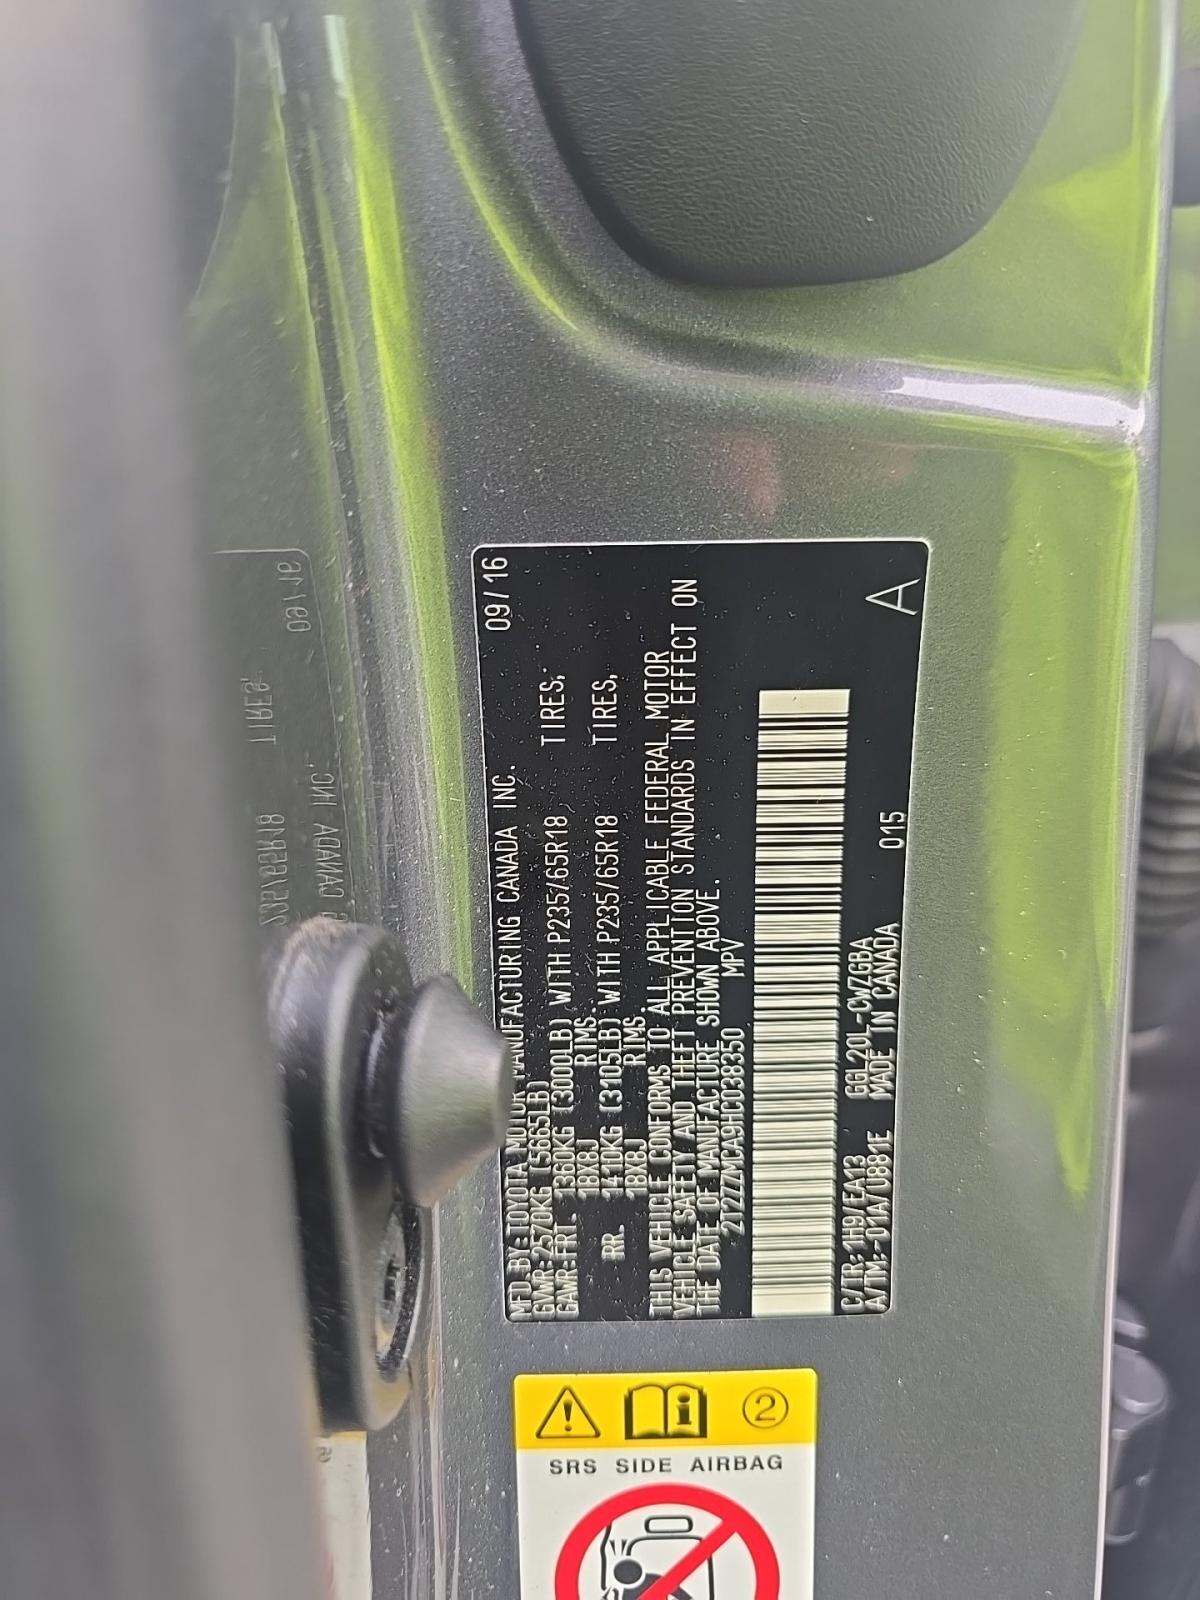 09/16
MFD BY:TOYOTA MOTOR MANUFACTURING CANADA INC.
GVWR:2570KG (5665LB)
GAWR:FRT. 1360KG (3000LB) WITH P235/65R18 TIRES,
18X8J RIMS.
RR. 1410KG (3105LB) WITH P235/65R18 TIRES,
18X8J RIMS.
THIS VEHICLE CONFORMS TO ALL APPLICABLE FEDERAL MOTOR
VEHICLE SAFETY AND THEFT PREVENTION STANDARDS IN EFFECT ON
THE DATE OF MANUFACTURE SHOWN ABOVE.
2T2ZZMCA9HC038350 MPV
C/TR:1H9/EA13 GGL20L-CWZGBA 015
A/TM:-01A/U881E MADE IN CANADA
A
2
SRS SIDE AIRBAG